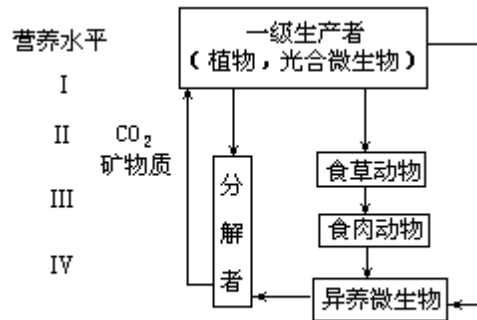 营养水平
I
II
III
IV
CO₂
矿物质
一级生产者
（植物，光合微生物）
分
解
者
食草动物
食肉动物
异养微生物